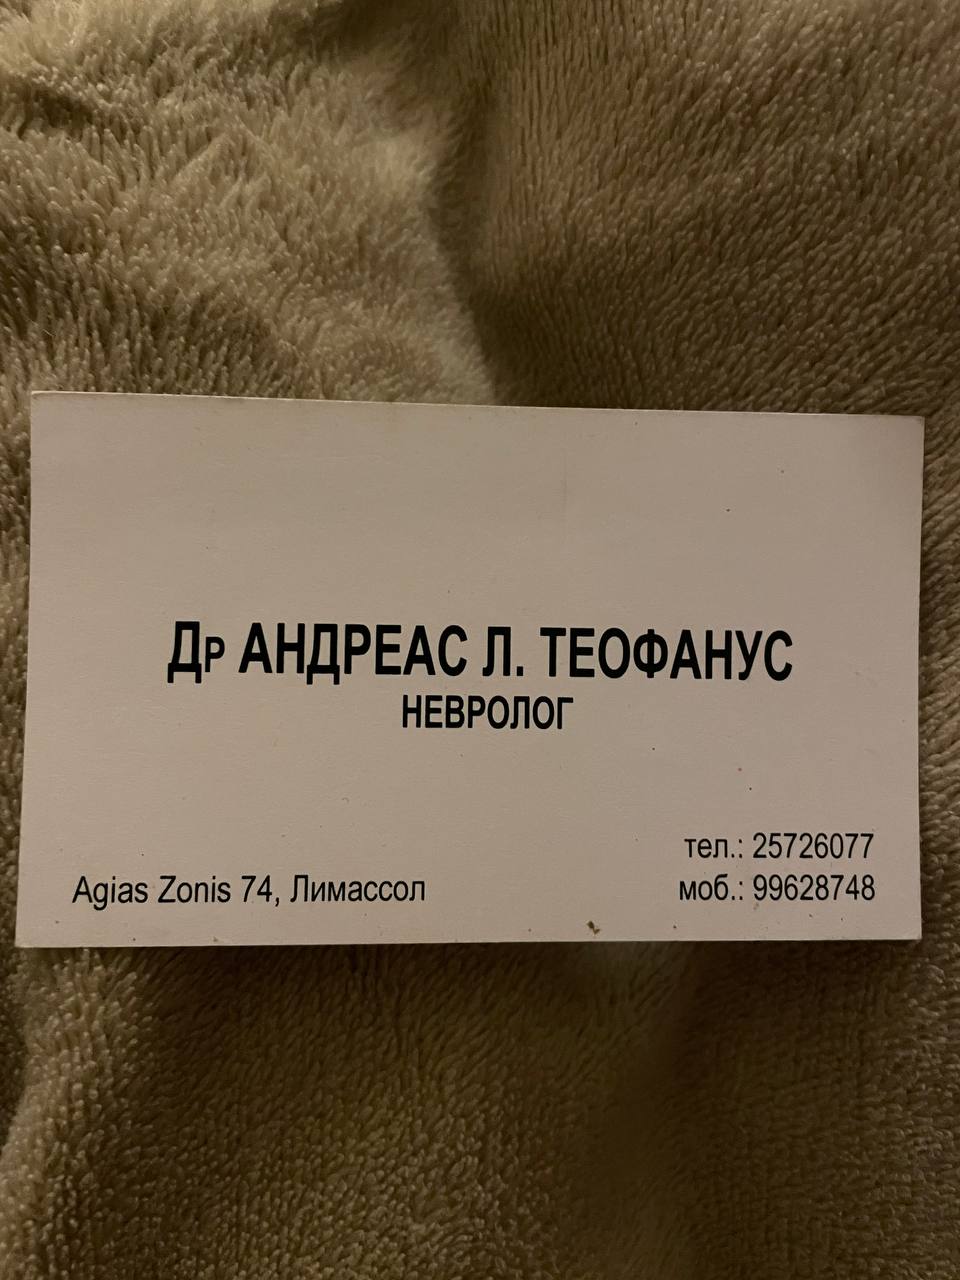 Др АНДРЕАС Л. ТЕОФАНУС
НЕВРОЛОГ
тел.: 25726077
Agias Zonis 74, Лимассол
моб.: 99628748